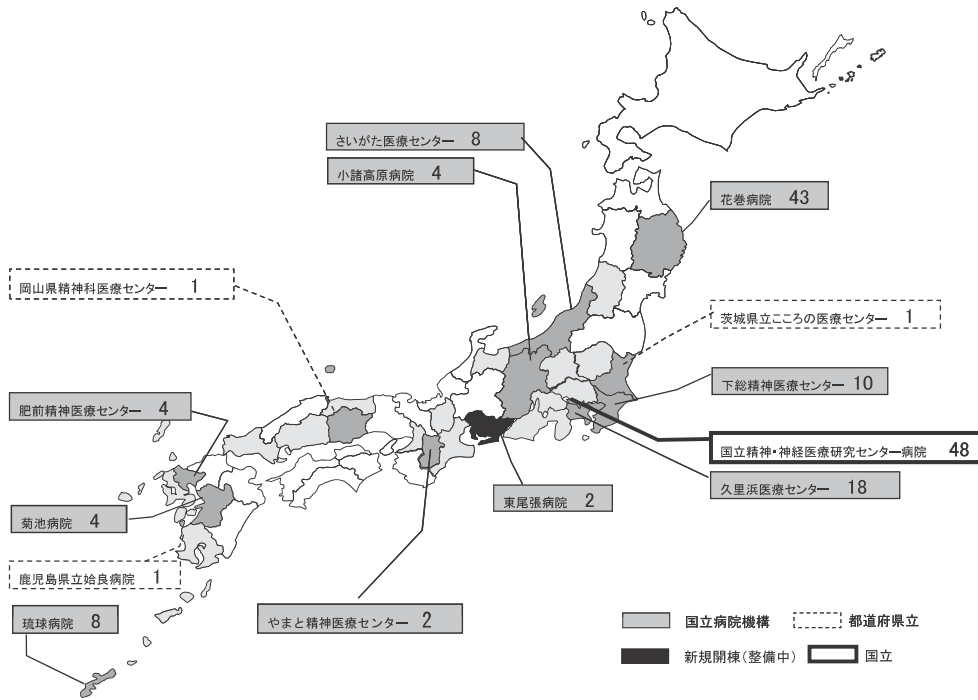 さいがた医療センター 8
小諸高原病院 4
花巻病院 43
岡山県精神科医療センター 1
茨城県立こころの医療センター 1
下総精神医療センター 10
肥前精神医療センター 4
国立精神・神経医療研究センター病院 48
久里浜医療センター 18
東尾張病院 2
菊池病院 4
鹿児島県立姶良病院 1
琉球病院 8
やまと精神医療センター 2
国立病院機構
都道府県立
新規開棟(整備中)
国立